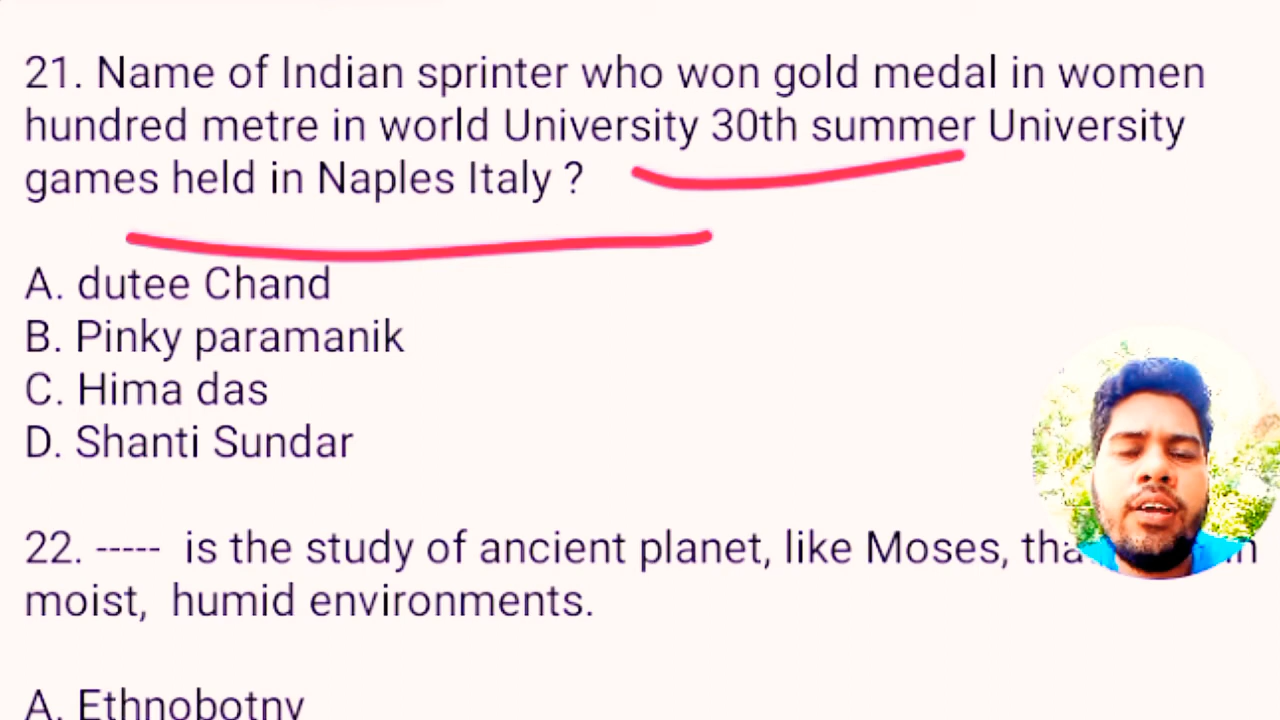 21. Name of Indian sprinter who won gold medal in women
hundred metre in world University 30th summer University
games held in Naples Italy ?
A. dutee Chand
B. Pinky paramanik
C. Hima das
D. Shanti Sundar
22. ----- is the study of ancient planet, like Moses,
moist, humid environments.
A. Ethnobotny